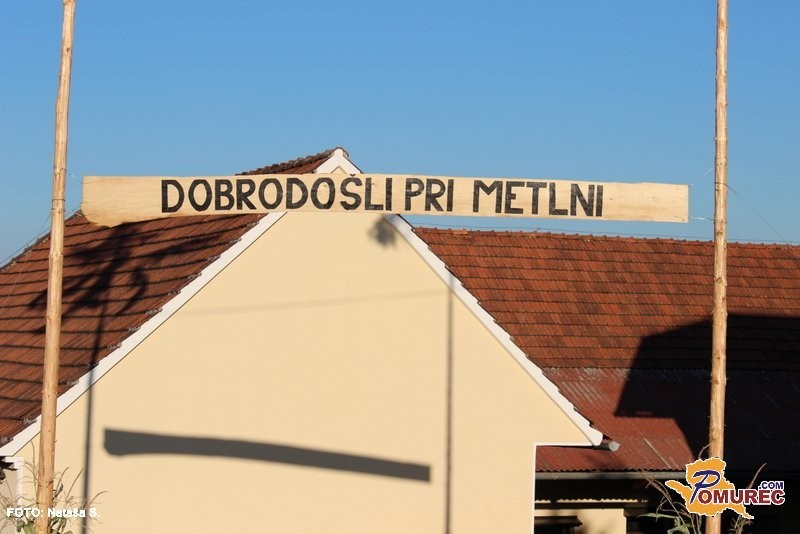 DOBRODOŠLI PRI METLNI
POMUREC.COM
FOTO: Nataša S.